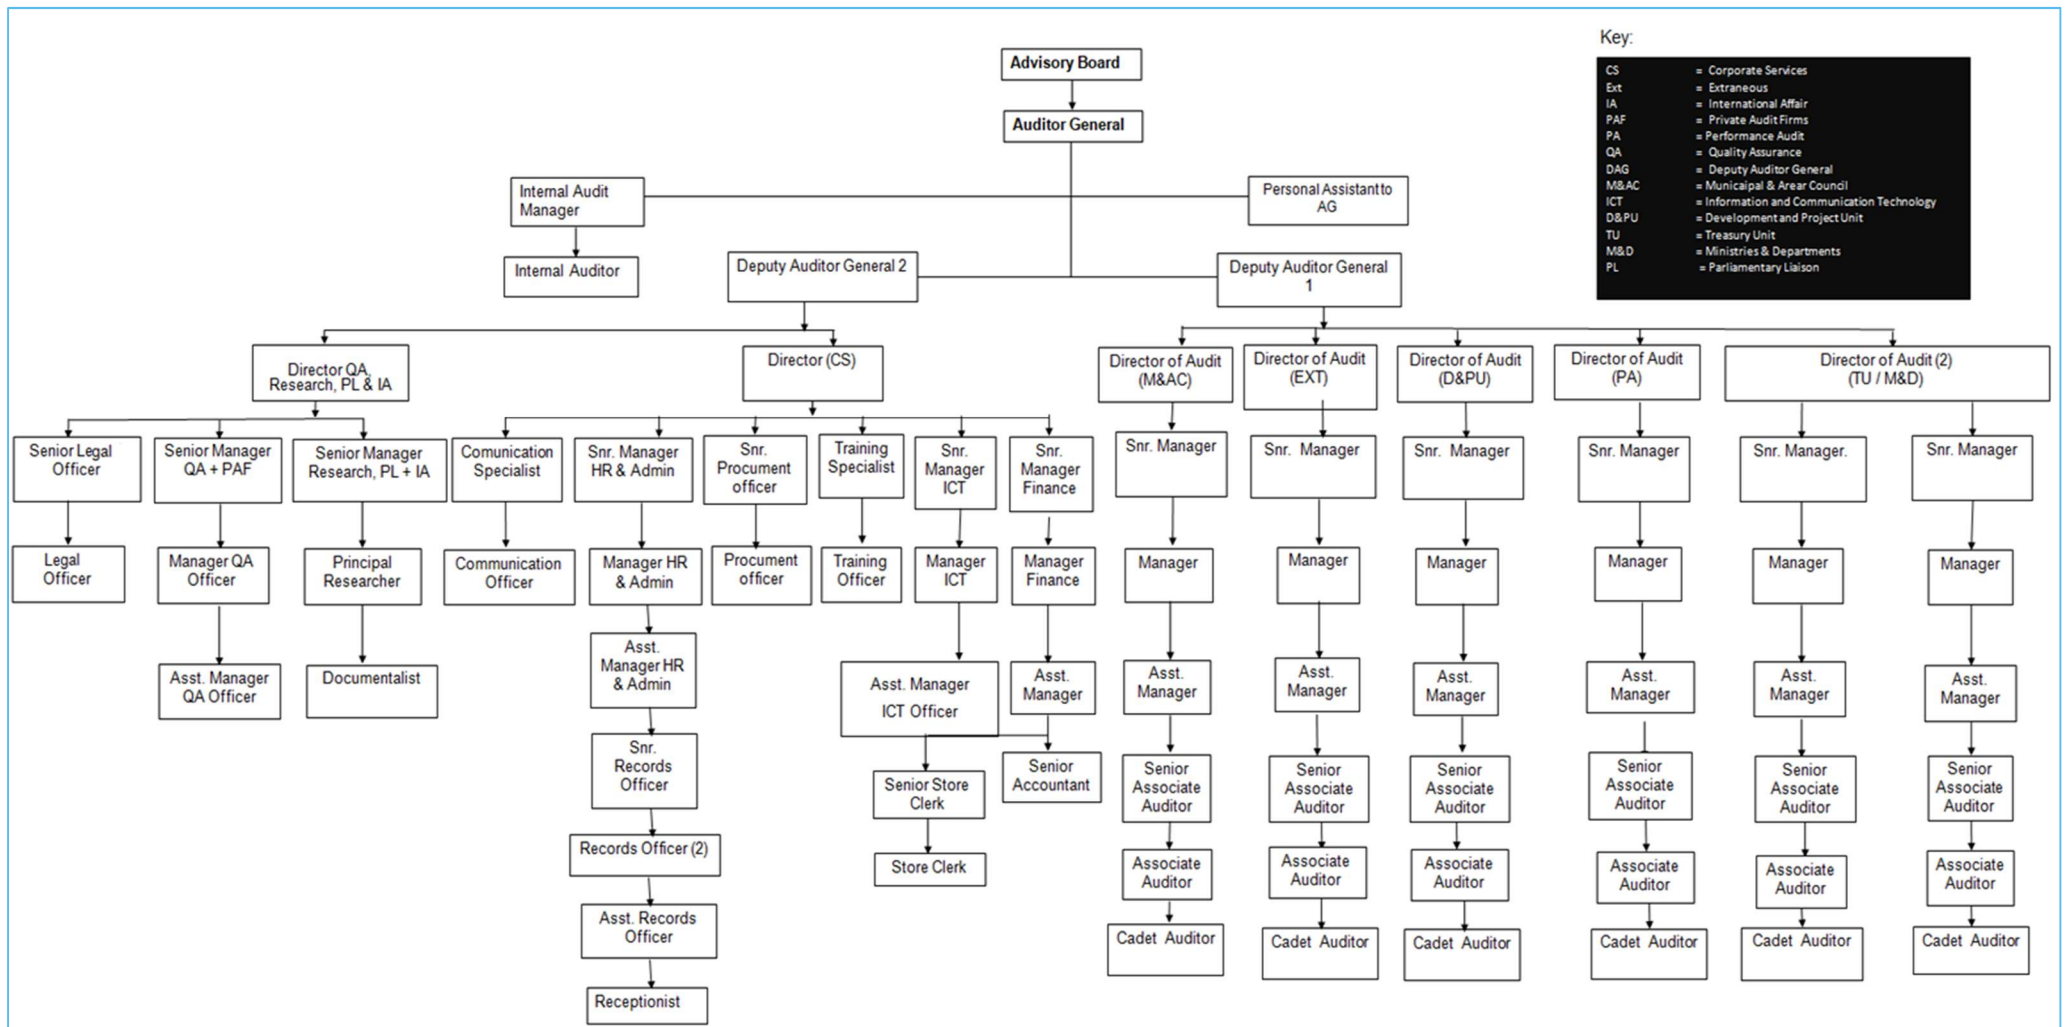 Key:
Advisory Board
CS = Corporate Services
Ext = Extraneous
IA = International Affair
PAF = Private Audit Firms
PA = Performance Audit
QA = Quality Assurance
DAG = Deputy Auditor General
M&AC = Municaipal & Arear Council
ICT = Information and Communication Technology
D&PU = Development and Project Unit
TU = Treasury Unit
M&D = Ministries & Departments
PL = Parliamentary Liaison
Auditor General
Internal Audit
Manager
Personal Assistant to
AG
Internal Auditor
Deputy Auditor General 2
Deputy Auditor General
1
Director QA,
Research, PL & IA
Director (CS)
Director of Audit
(M&AC)
Director of Audit
(EXT)
Director of Audit
(D&PU)
Director of Audit
(PA)
Director of Audit (2)
(TU / M&D)
Senior Legal
Officer
Senior Manager
QA + PAF
Senior Manager
Research, PL + IA
Comunication
Specialist
Snr. Manager
HR & Admin
Snr.
Procument
officer
Training
Specialist
Snr.
Manager
ICT
Snr.
Manager
Finance
Snr. Manager
Snr. Manager
Snr. Manager
Snr. Manager
Snr. Manager.
Snr. Manager
Legal
Officer
Manager QA
Officer
Principal
Researcher
Communication
Officer
Manager HR
& Admin
Procument
officer
Training
Officer
Manager
ICT
Manager
Finance
Manager
Manager
Manager
Manager
Manager
Manager
Asst. Manager
QA Officer
Documentalist
Asst.
Manager HR
& Admin
Asst. Manager
ICT Officer
Asst.
Manager
Asst.
Manager
Asst.
Manager
Asst.
Manager
Asst.
Manager
Asst.
Manager
Asst.
Manager
Snr.
Records
Officer
Senior Store
Clerk
Senior
Accountant
Senior
Associate
Auditor
Senior
Associate
Auditor
Senior
Associate
Auditor
Senior
Associate
Auditor
Senior
Associate
Auditor
Senior
Associate
Auditor
Records Officer (2)
Store Clerk
Associate
Auditor
Associate
Auditor
Associate
Auditor
Associate
Auditor
Associate
Auditor
Associate
Auditor
Asst. Records
Officer
Cadet Auditor
Cadet Auditor
Cadet Auditor
Cadet Auditor
Cadet Auditor
Cadet Auditor
Receptionist